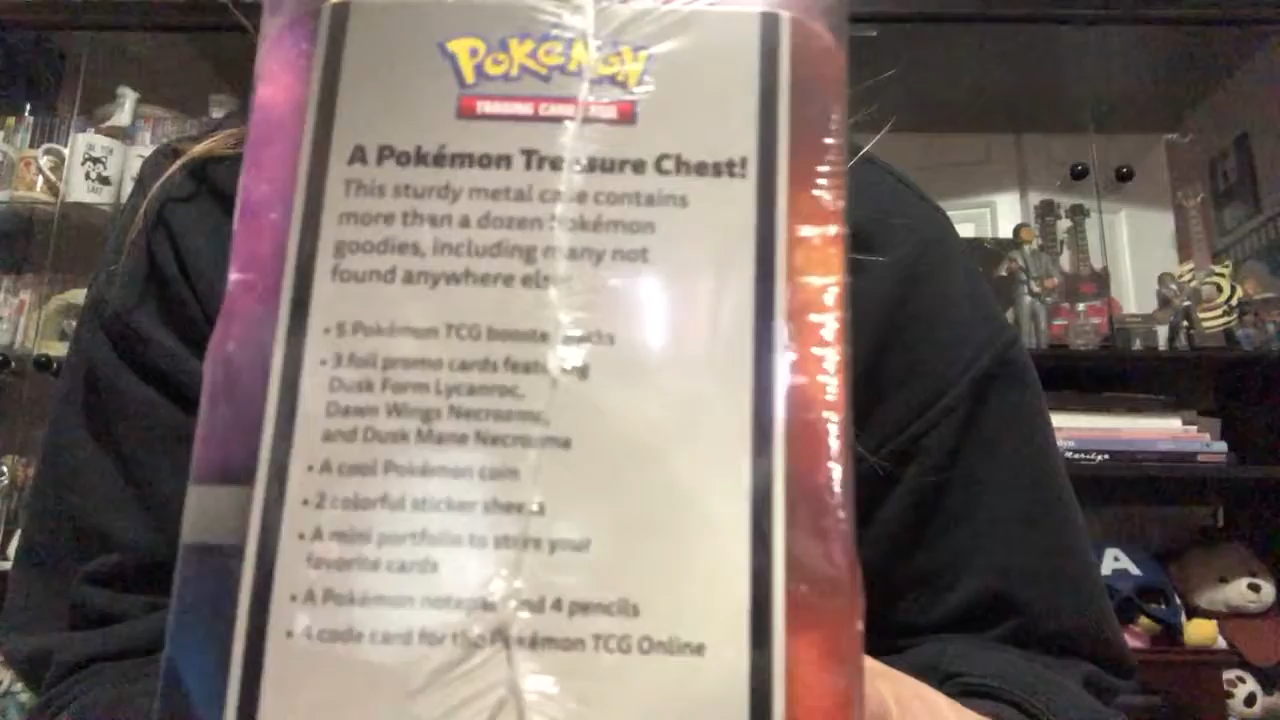 POKéMON
TRADING CARD GAME
A Pokémon Treasure Chest!
This sturdy metal case contains
more than a dozen Pokémon
goodies, including many not
found anywhere else
• 5 Pokémon TCG booster packs
• 3 foil promo cards featuring
Dusk Form Lycanroc,
Dawn Wings Necrozma,
and Dusk Mane Necrozma
• A cool Pokémon coin
• 2 colorful sticker sheets
• A mini portfolio to store your
favorite cards
• A Pokémon notepad and 4 pencils
• A code card for the Pokémon TCG Online
A
Marilyn